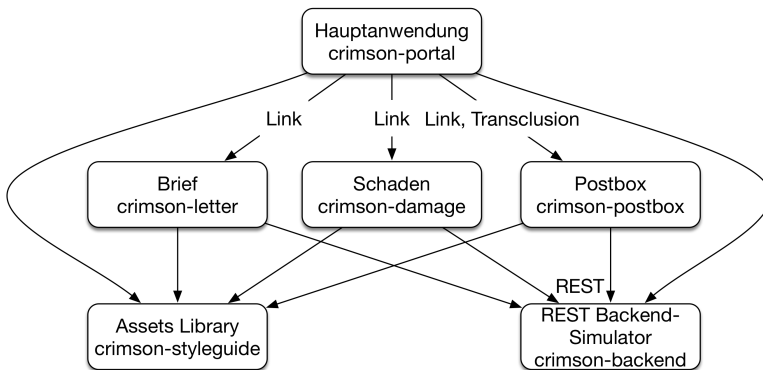 Hauptanwendung
crimson-portal
Link
Link
Link, Transclusion
Brief
crimson-letter
Schaden
crimson-damage
Postbox
crimson-postbox
REST
Assets Library
crimson-styleguide
REST Backend-
Simulator
crimson-backend